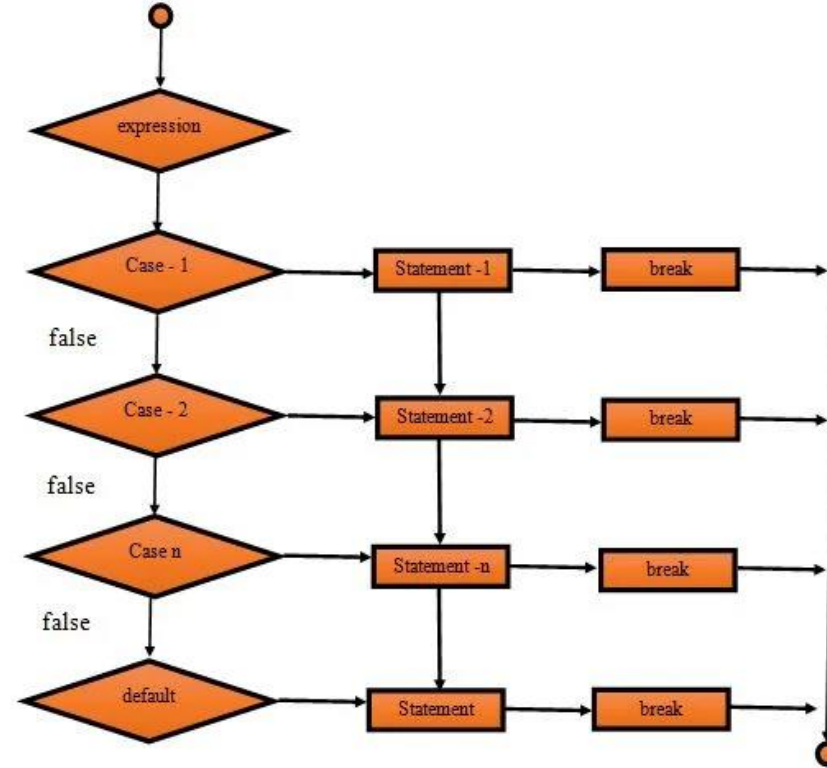 expression
Case - 1
Statement -1
break
false
Case - 2
Statement -2
break
false
Case n
Statement -n
break
false
default
Statement
break